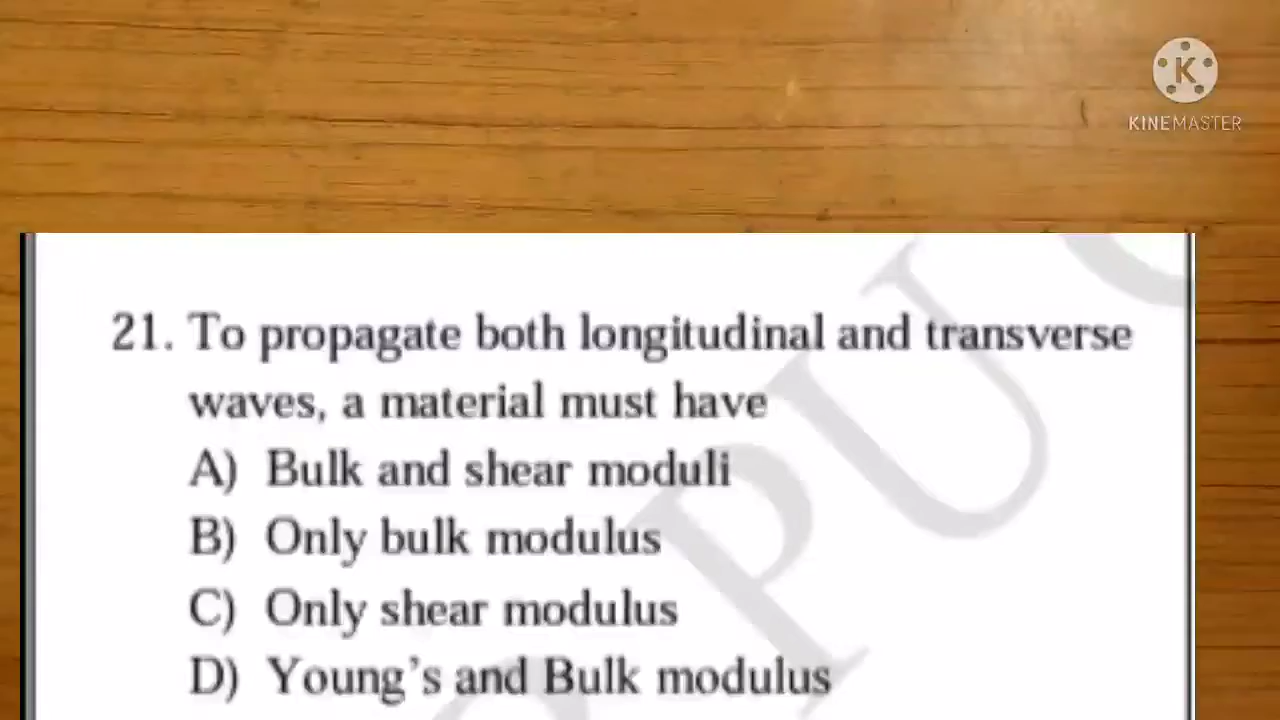 K
KINEMASTER
21. To propagate both longitudinal and transverse
waves, a material must have
A) Bulk and shear moduli
B) Only bulk modulus
C) Only shear modulus
D) Young's and Bulk modulus